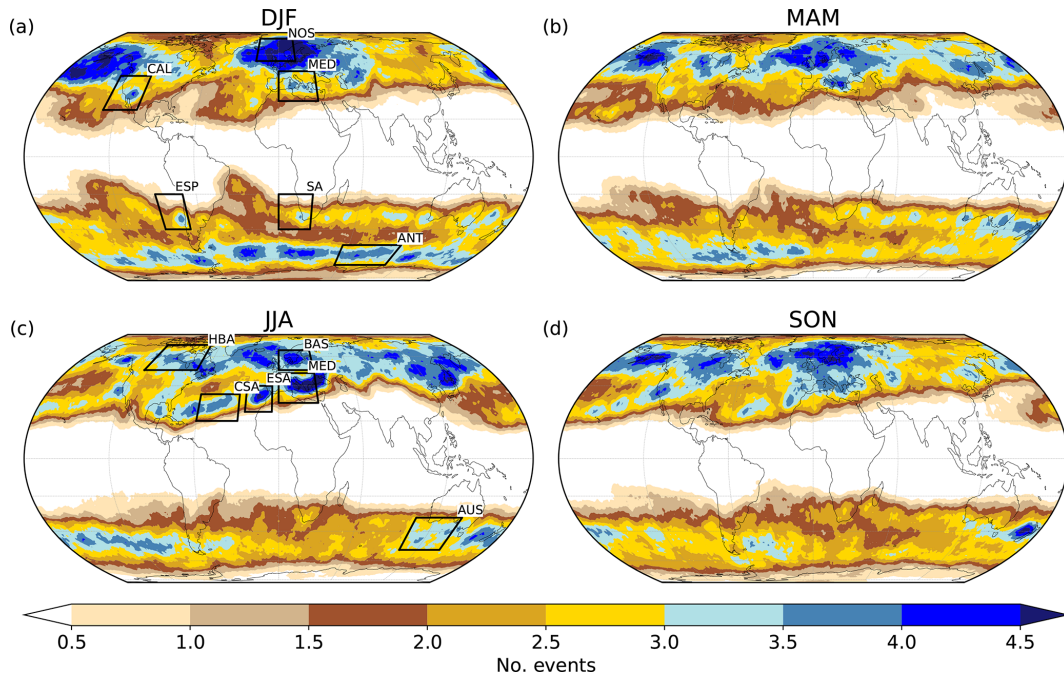 (a) DJF
NOS
CAL
MED
ESP
SA
ANT
(b) MAM
(c) JJA
HBA
BAS
MED
ESA
CSA
AUS
(d) SON
0.5 1.0 1.5 2.0 2.5 3.0 3.5 4.0 4.5
No. events